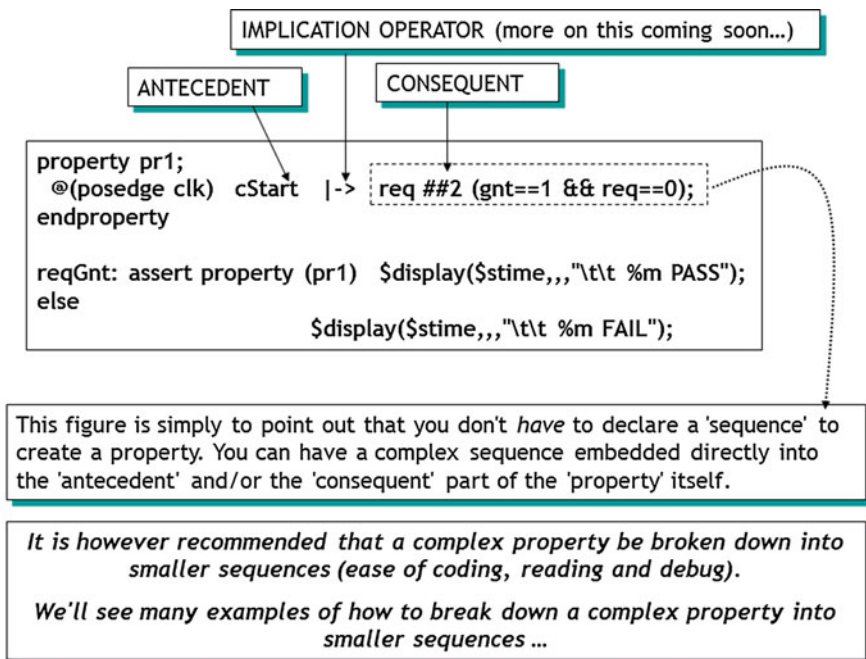 IMPLICATION OPERATOR (more on this coming soon…)
ANTECEDENT
CONSEQUENT
property pr1;
@(posedge clk) cStart |-> req ##2 (gnt==1 && req==0);
endproperty
reqGnt: assert property (pr1) $display($stime,,,"\t\t %m PASS");
else
$display($stime,,,"\t\t %m FAIL");
This figure is simply to point out that you don't have to declare a 'sequence' to
create a property. You can have a complex sequence embedded directly into
the 'antecedent' and/or the 'consequent' part of the 'property' itself.
It is however recommended that a complex property be broken down into
smaller sequences (ease of coding, reading and debug).
We'll see many examples of how to break down a complex property into
smaller sequences …